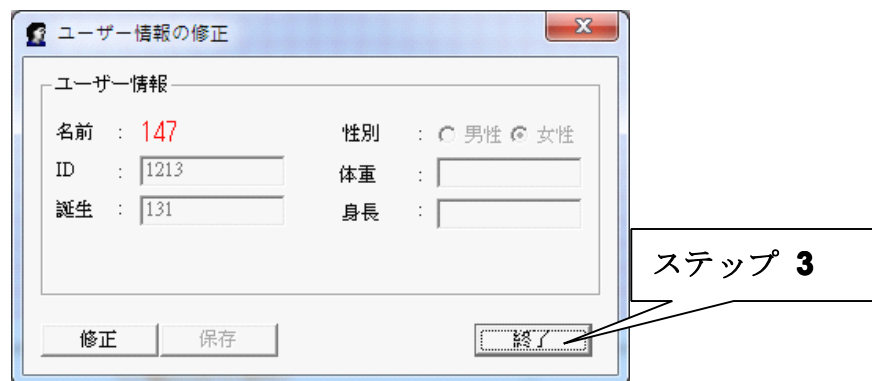 ユーザー情報の修正
ユーザー情報
名前 : 147 性別 : 男性 女性
ID : 1213 体重 :
誕生 : 131 身長 :
ステップ 3
修正 保存 終了